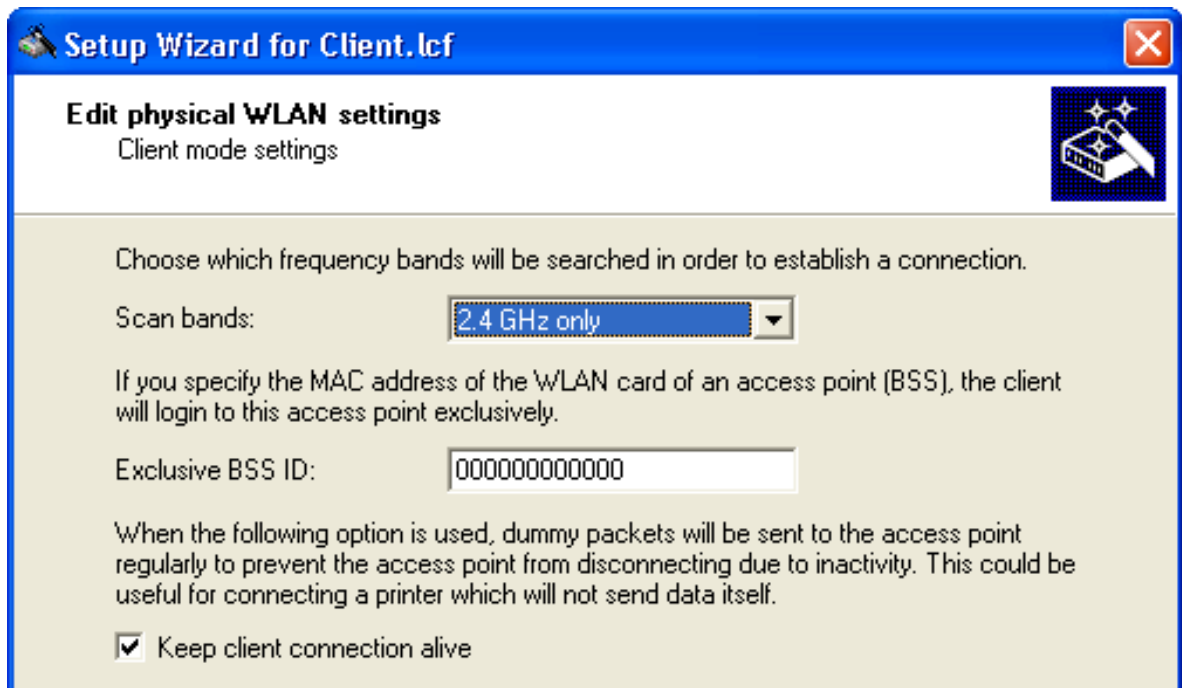 Setup Wizard for Client.lcf
Edit physical WLAN settings
Client mode settings
Choose which frequency bands will be searched in order to establish a connection.
Scan bands: 2.4 GHz only
If you specify the MAC address of the WLAN card of an access point (BSS), the client
will login to this access point exclusively.
Exclusive BSS ID: 000000000000
When the following option is used, dummy packets will be sent to the access point
regularly to prevent the access point from disconnecting due to inactivity. This could be
useful for connecting a printer which will not send data itself.
Keep client connection alive